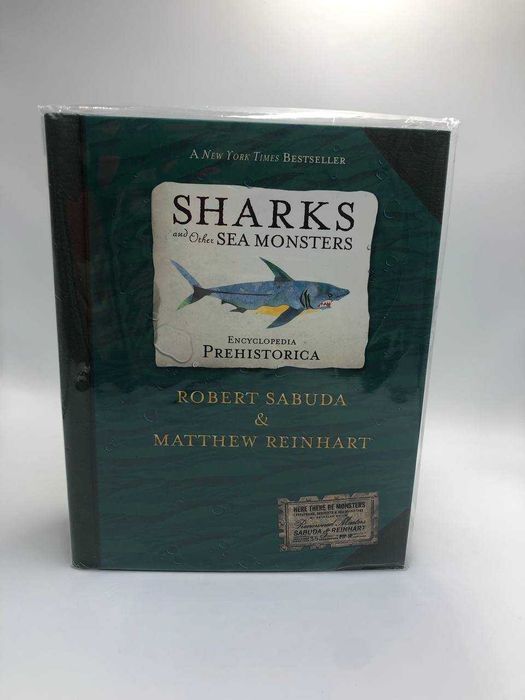 A NEW YORK TIMES BESTSELLER
SHARKS
and Other SEA MONSTERS
ENCYCLOPEDIA
PREHISTORICA
ROBERT SABUDA
&
MATTHEW REINHART
HERE THERE BE MONSTERS
SABUDA & REINHART